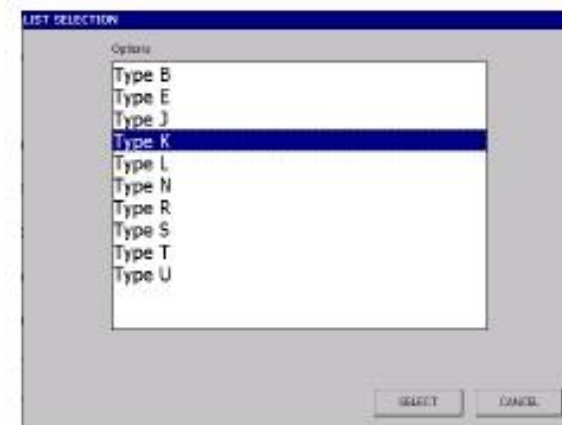 LIST SELECTION
Options
Type B
Type E
Type J
Type K
Type L
Type N
Type R
Type S
Type T
Type U
SELECT
CANCEL